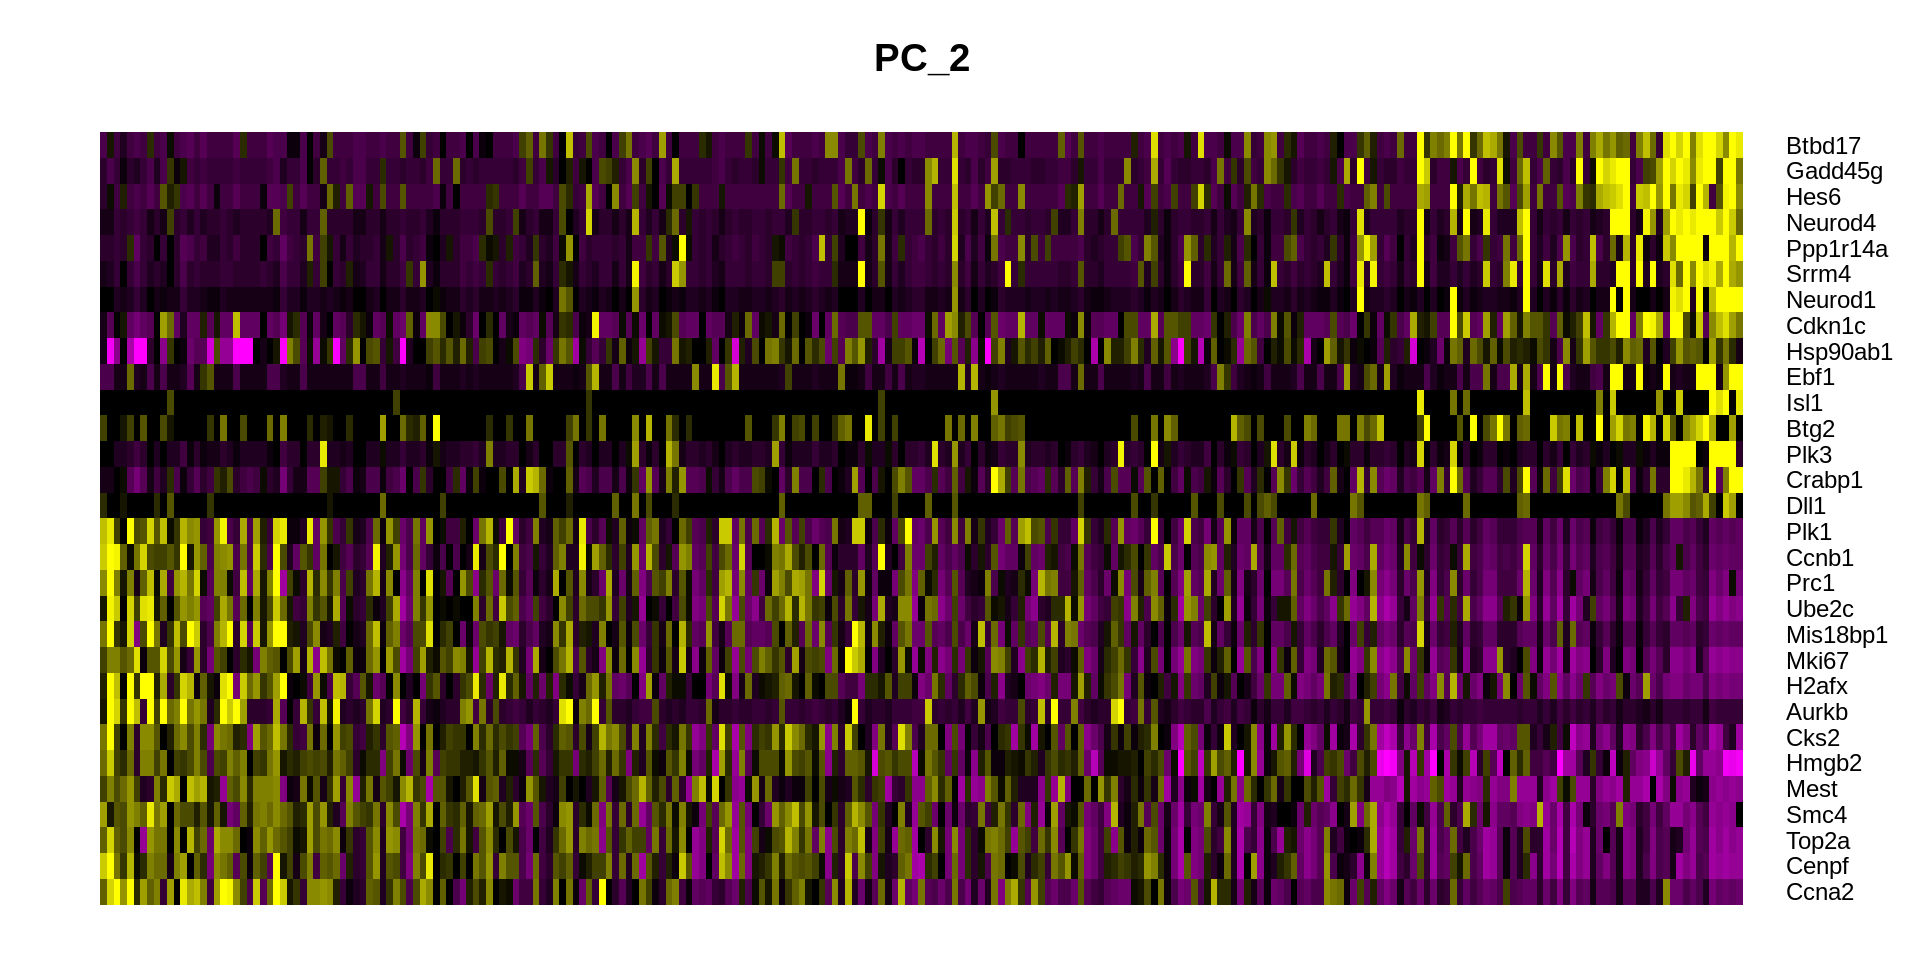 PC_2
Btbd17
Gadd45g
Hes6
Neurod4
Ppp1r14a
Srrm4
Neurod1
Cdkn1c
Hsp90ab1
Ebf1
Isl1
Btg2
Plk3
Crabp1
Dll1
Plk1
Ccnb1
Prc1
Ube2c
Mis18bp1
Mki67
H2afx
Aurkb
Cks2
Hmgb2
Mest
Smc4
Top2a
Cenpf
Ccna2